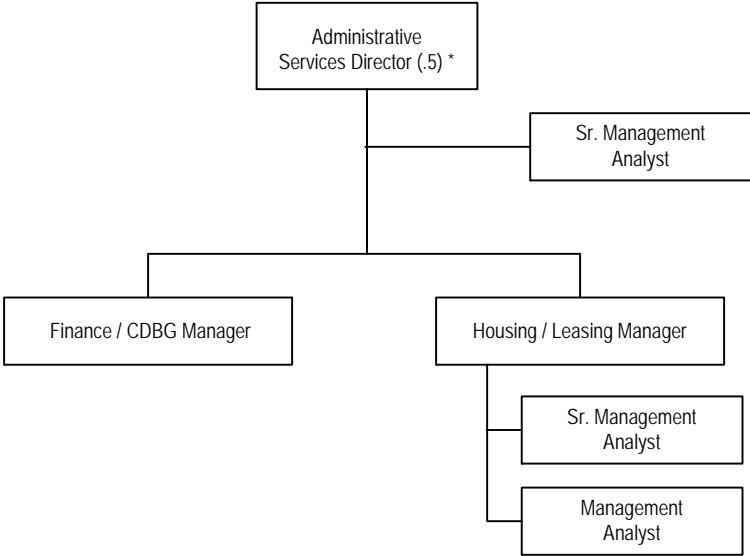 Administrative
Services Director (.5) *
Sr. Management
Analyst
Finance / CDBG Manager
Housing / Leasing Manager
Sr. Management
Analyst
Management
Analyst